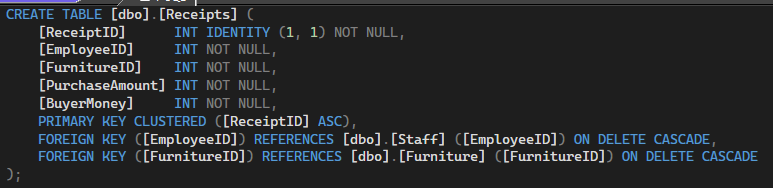 CREATE TABLE [dbo].[Receipts] (
    [ReceiptID]      INT IDENTITY (1, 1) NOT NULL,
    [EmployeeID]     INT NOT NULL,
    [FurnitureID]    INT NOT NULL,
    [PurchaseAmount] INT NOT NULL,
    [BuyerMoney]     INT NOT NULL,
    PRIMARY KEY CLUSTERED ([ReceiptID] ASC),
    FOREIGN KEY ([EmployeeID]) REFERENCES [dbo].[Staff] ([EmployeeID]) ON DELETE CASCADE,
    FOREIGN KEY ([FurnitureID]) REFERENCES [dbo].[Furniture] ([FurnitureID]) ON DELETE CASCADE
);